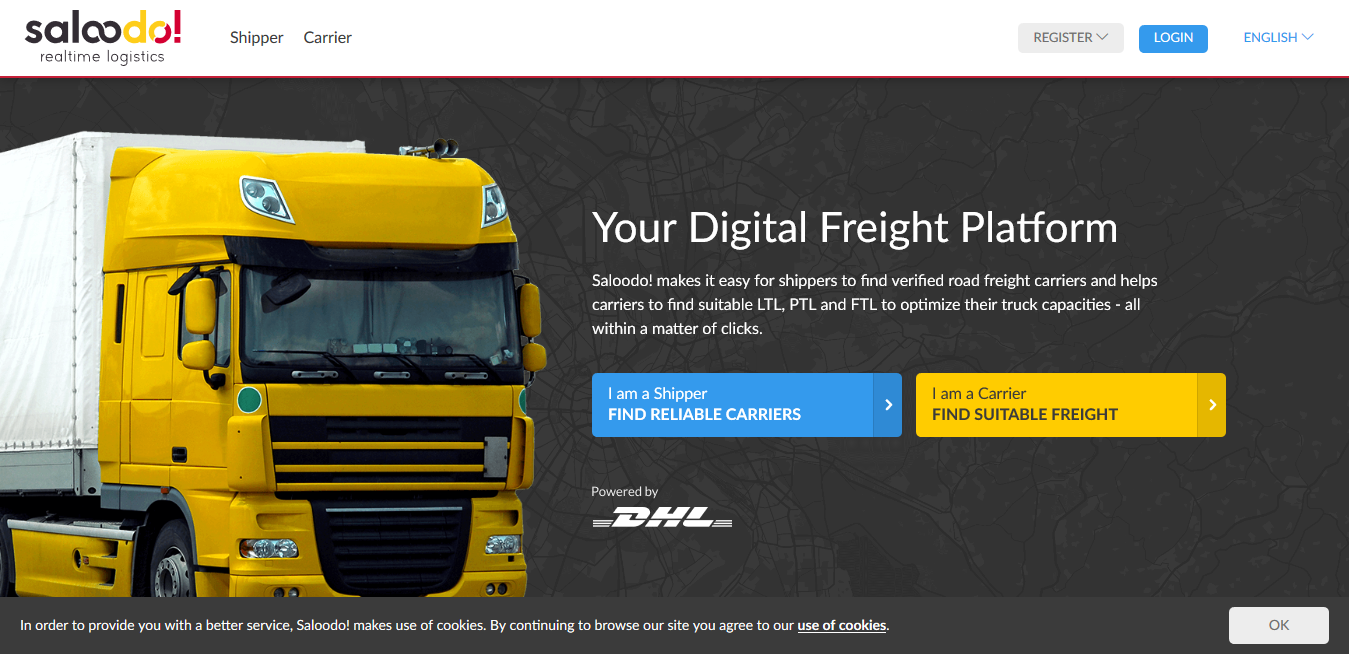 saloodo!
realtime logistics
Shipper
Carrier
REGISTER
LOGIN
ENGLISH
Your Digital Freight Platform
Saloodo! makes it easy for shippers to find verified road freight carriers and helps
carriers to find suitable LTL, PTL and FTL to optimize their truck capacities - all
within a matter of clicks.
I am a Shipper
FIND RELIABLE CARRIERS
I am a Carrier
FIND SUITABLE FREIGHT
Powered by
DHL
In order to provide you with a better service, Saloodo! makes use of cookies. By continuing to browse our site you agree to our use of cookies.
OK